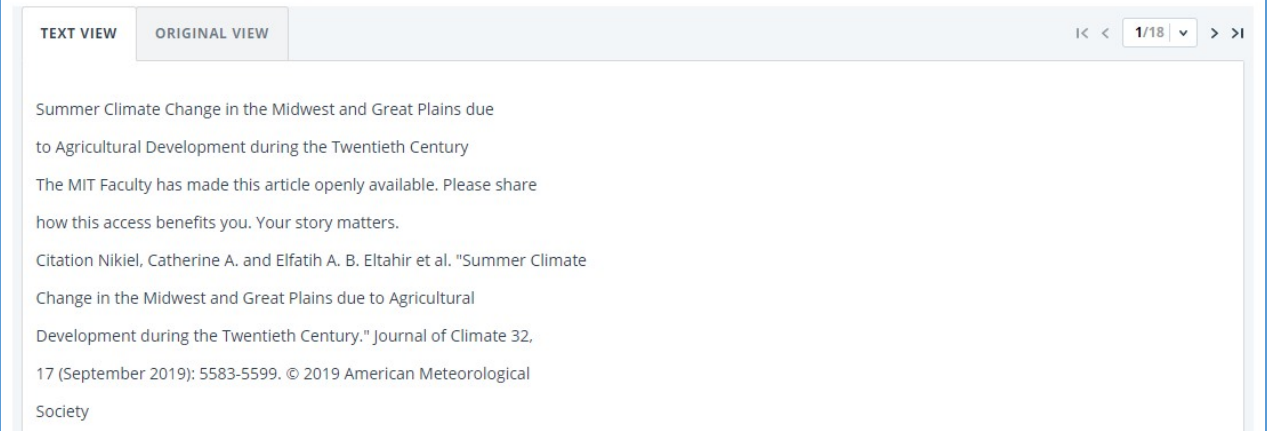 TEXT VIEW ORIGINAL VIEW 1/18
Summer Climate Change in the Midwest and Great Plains due
to Agricultural Development during the Twentieth Century
The MIT Faculty has made this article openly available. Please share
how this access benefits you. Your story matters.
Citation Nikiel, Catherine A. and Elfatih A. B. Eltahir et al. "Summer Climate
Change in the Midwest and Great Plains due to Agricultural
Development during the Twentieth Century." Journal of Climate 32,
17 (September 2019): 5583-5599. © 2019 American Meteorological
Society